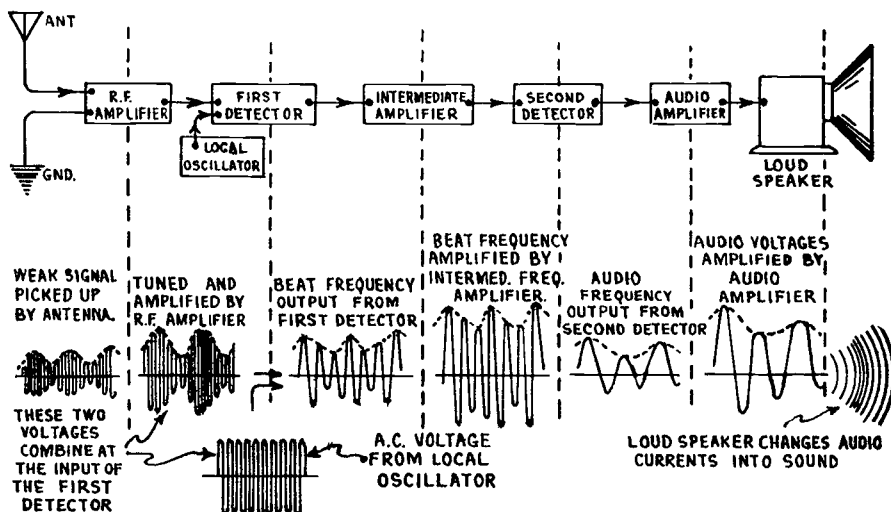 ANT
R.F.
AMPLIFIER
FIRST
DETECTOR
INTERMEDIATE
AMPLIFIER
SECOND
DETECTOR
AUDIO
AMPLIFIER
LOCAL
OSCILLATOR
GND.
LOUD
SPEAKER
WEAK SIGNAL
PICKED UP
BY ANTENNA.
TUNED AND
AMPLIFIED BY
R.F. AMPLIFIER
BEAT FREQUENCY
OUTPUT FROM
FIRST DETECTOR
BEAT FREQUENCY
AMPLIFIED BY
INTERMED. FREQ.
AMPLIFIER.
AUDIO
FREQUENCY
OUTPUT FROM
SECOND DETECTOR
AUDIO VOLTAGES
AMPLIFIED BY
AUDIO
AMPLIFIER
THESE TWO
VOLTAGES
COMBINE AT
THE INPUT OF
THE FIRST
DETECTOR
A.C. VOLTAGE
FROM LOCAL
OSCILLATOR
LOUD SPEAKER CHANGES AUDIO
CURRENTS INTO SOUND